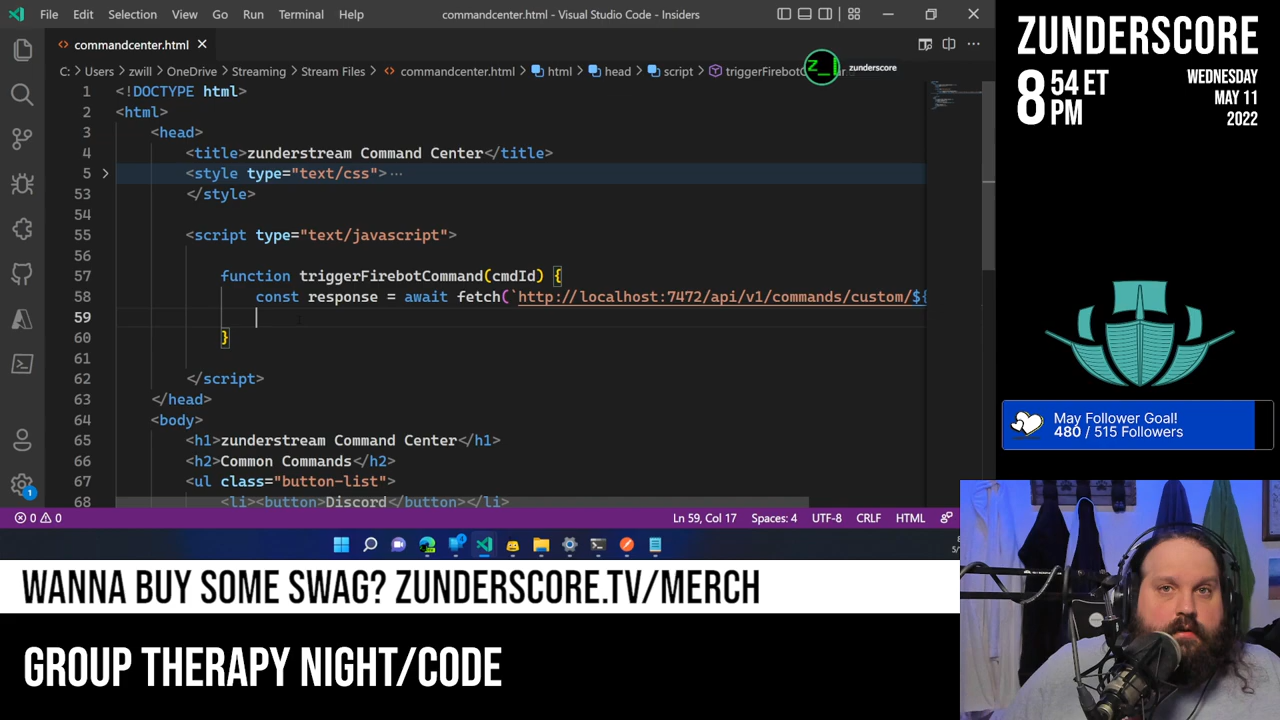 File Edit Selection View Go Run Terminal Help
commandcenter.html - Visual Studio Code - Insiders
commandcenter.html
C: > Users > zwill > OneDrive > Streaming > Stream Files > commandcenter.html > html > head > script >
z_ zunderscore
1 <!DOCTYPE html>
2 <html>
3 <head>
4 <title>zunderstream Command Center</title>
5 <style type="text/css">···
53 </style>
54
55 <script type="text/javascript">
56
57 function triggerFirebotCommand(cmdId) {
58 const response = await fetch(`http://localhost:7472/api/v1/commands/custom/${
59
60 }
61
62 </script>
63 </head>
64 <body>
65 <h1>zunderstream Command Center</h1>
66 <h2>Common Commands</h2>
67 <ul class="button-list">
68 <li><button>Discord</button></li>
1
0 0
Ln 59, Col 17 Spaces: 4 UTF-8 CRLF HTML
WANNA BUY SOME SWAG? ZUNDERSCORE.TV/MERCH
GROUP THERAPY NIGHT/CODE
ZUNDERSCORE
8 54 ET PM
WEDNESDAY
MAY 11
2022
May Follower Goal!
480 / 515 Followers